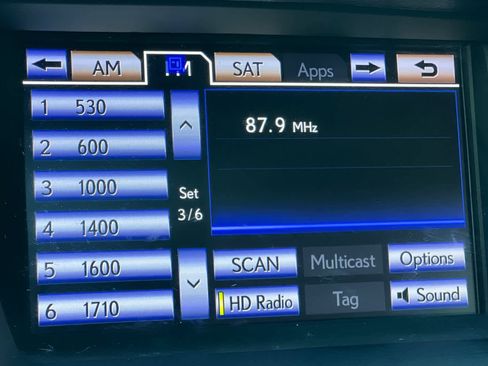 AM
FM
SAT
Apps
1 530
2 600
3 1000
4 1400
5 1600
6 1710
Set
3/6
87.9 MHz
SCAN
Multicast
Options
HD Radio
Tag
Sound